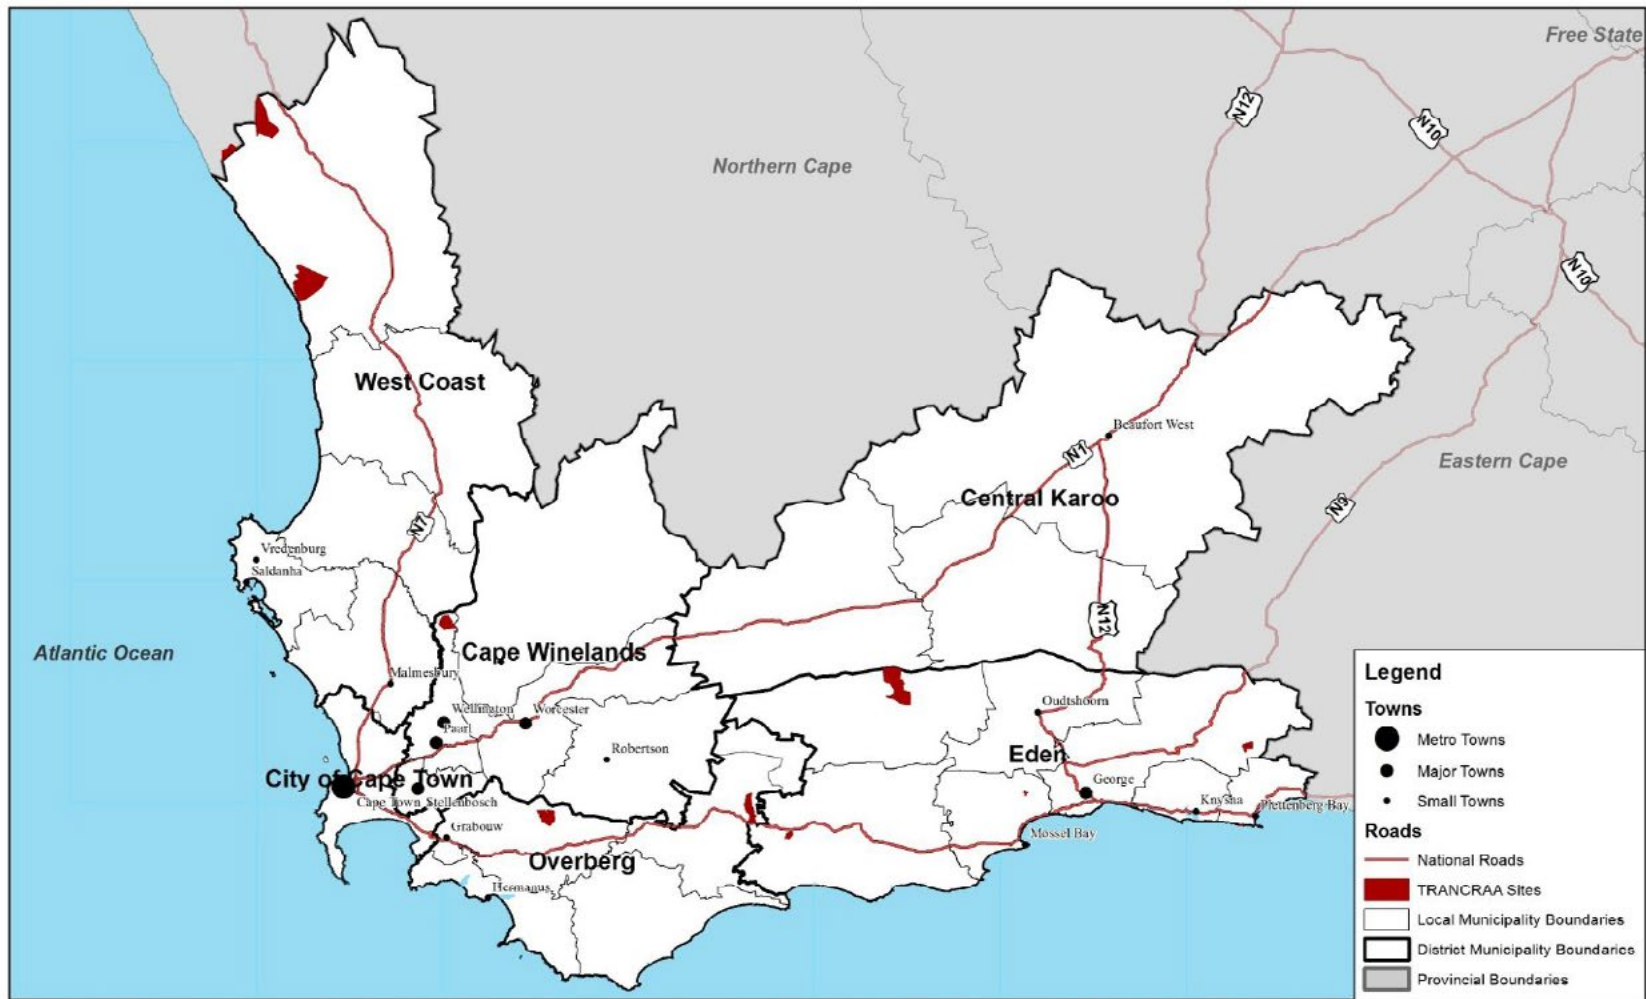 Free State
N12
N10
Northern Cape
N10
West Coast
Beaufort West
N1
Eastern Cape
Central Karoo
N9
N7
Vredenburg
Saldanha
N12
Atlantic Ocean
Cape Winelands
Malmesbury
Wellington
Worcester
Paarl
Oudtshoorn
Robertson
Eden
City of Cape Town
George
Cape Town
Stellenbosch
Knysna
Plettenberg Bay
Grabouw
Mossel Bay
Overberg
Hermanus
Legend
Towns
Metro Towns
Major Towns
Small Towns
Roads
National Roads
TRANCRAA Sites
Local Municipality Boundaries
District Municipality Boundaries
Provincial Boundaries